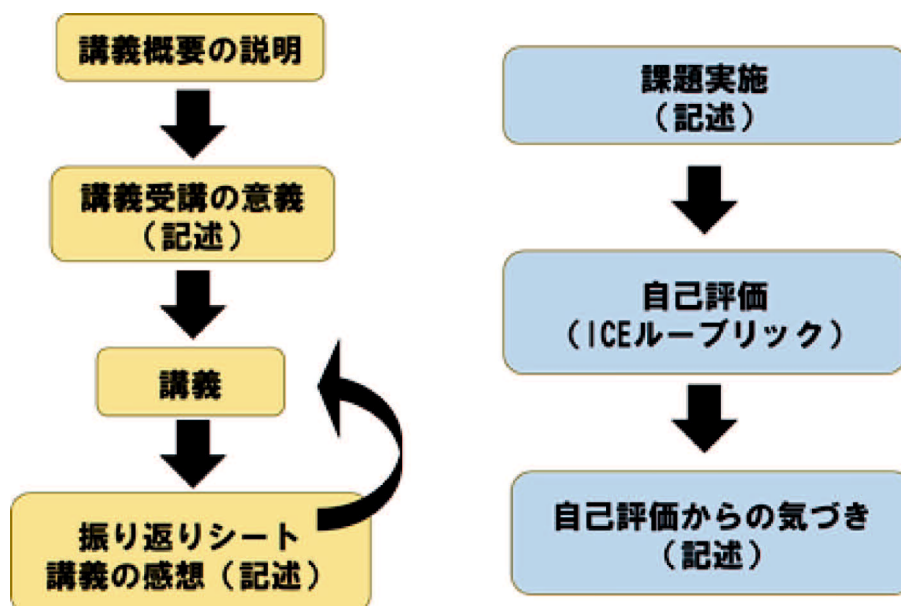 講義概要の説明
講義受講の意義
（記述）
講義
振り返りシート
講義の感想（記述）
課題実施
（記述）
自己評価
（ICEルーブリック）
自己評価からの気づき
（記述）